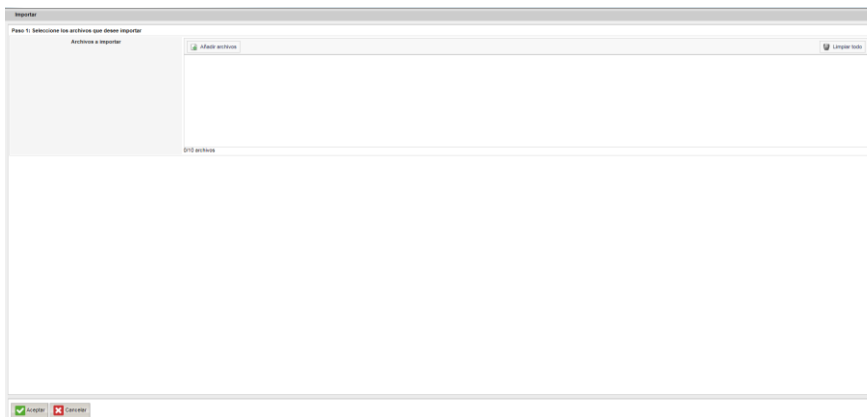 Importar
Paso 1: Seleccione los archivos que desee importar
Archivos a importar
Añadir archivos
Limpiar todo
0/10 archivos
Aceptar
Cancelar